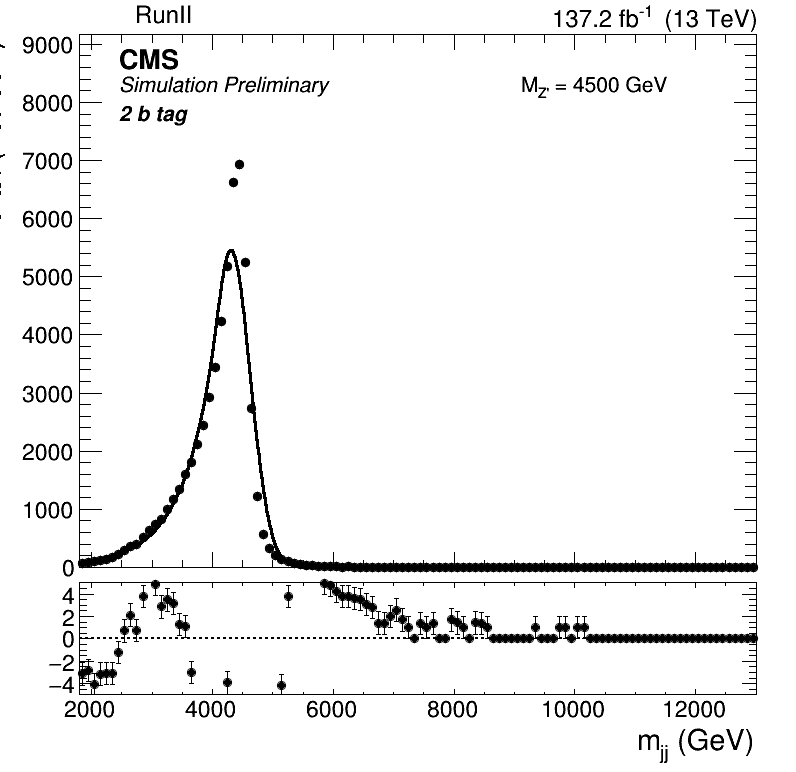 RunII 137.2 fb-1 (13 TeV)
9000
CMS
Simulation Preliminary MZ' = 4500 GeV
8000
2 b tag
7000
6000
5000
4000
3000
2000
1000
0
4
2
0
−2
−4
2000 4000 6000 8000 10000 12000
mjj (GeV)